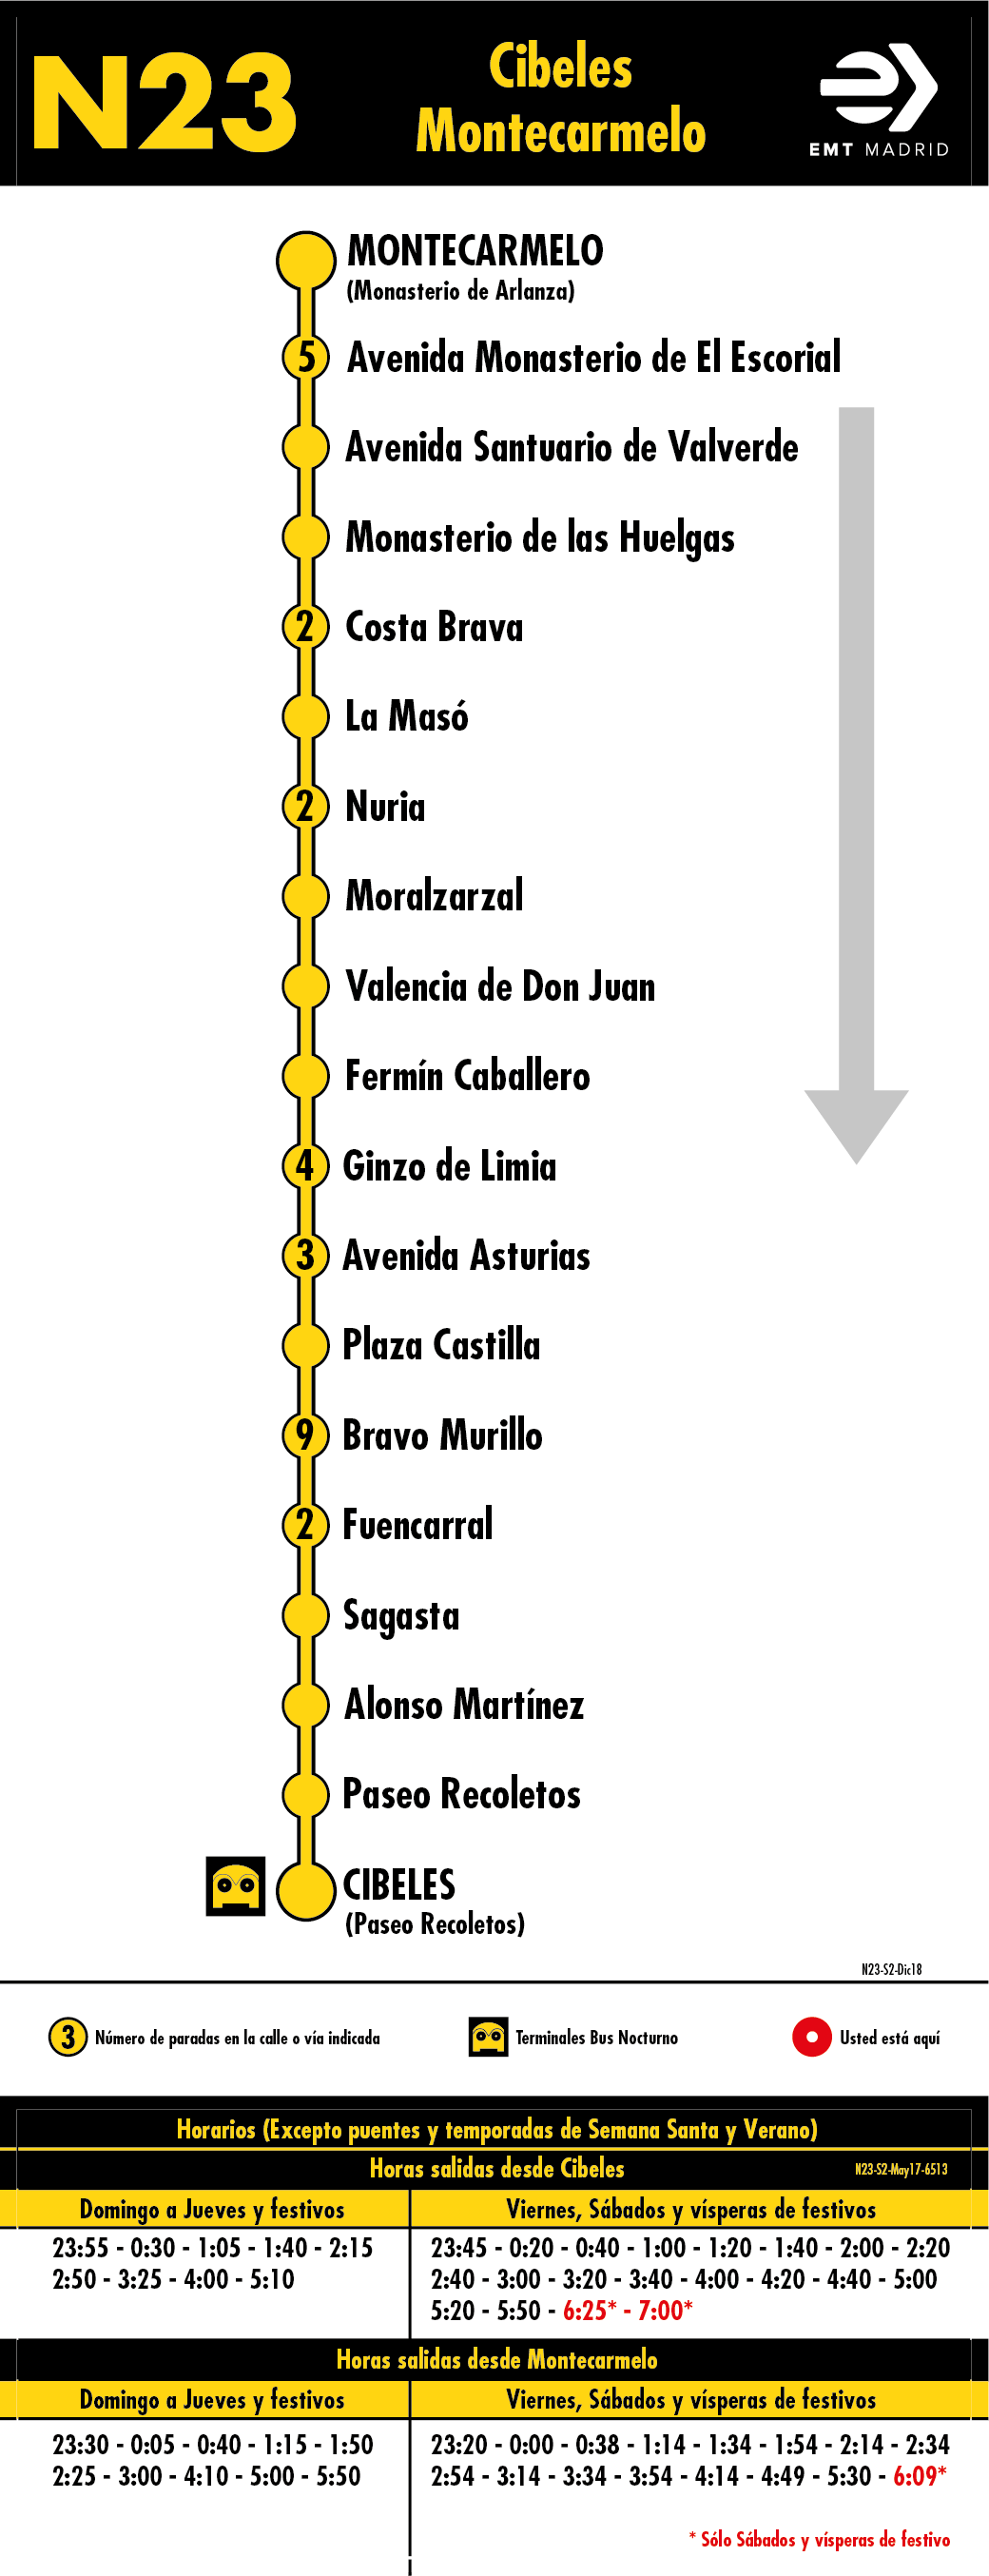 N23
Cibeles
Montecarmelo
EMT MADRID
MONTECARMELO
(Monasterio de Arlanza)
5 Avenida Monasterio de El Escorial
Avenida Santuario de Valverde
Monasterio de las Huelgas
2 Costa Brava
La Masó
2 Nuria
Moralzarzal
Valencia de Don Juan
Fermín Caballero
4 Ginzo de Limia
3 Avenida Asturias
Plaza Castilla
9 Bravo Murillo
2 Fuencarral
Sagasta
Alonso Martínez
Paseo Recoletos
CIBELES
(Paseo Recoletos)
N23-S2-Dic18
3 Número de paradas en la calle o vía indicada
Terminales Bus Nocturno
Usted está aquí
Horarios (Excepto puentes y temporadas de Semana Santa y Verano)
Horas salidas desde Cibeles
N23-S2-May17-6513
Domingo a Jueves y festivos
23:55 - 0:30 - 1:05 - 1:40 - 2:15
2:50 - 3:25 - 4:00 - 5:10
Viernes, Sábados y vísperas de festivos
23:45 - 0:20 - 0:40 - 1:00 - 1:20 - 1:40 - 2:00 - 2:20
2:40 - 3:00 - 3:20 - 3:40 - 4:00 - 4:20 - 4:40 - 5:00
5:20 - 5:50 - 6:25* - 7:00*
Horas salidas desde Montecarmelo
Domingo a Jueves y festivos
23:30 - 0:05 - 0:40 - 1:15 - 1:50
2:25 - 3:00 - 4:10 - 5:00 - 5:50
Viernes, Sábados y vísperas de festivos
23:20 - 0:00 - 0:38 - 1:14 - 1:34 - 1:54 - 2:14 - 2:34
2:54 - 3:14 - 3:34 - 3:54 - 4:14 - 4:49 - 5:30 - 6:09*
* Sólo Sábados y vísperas de festivo